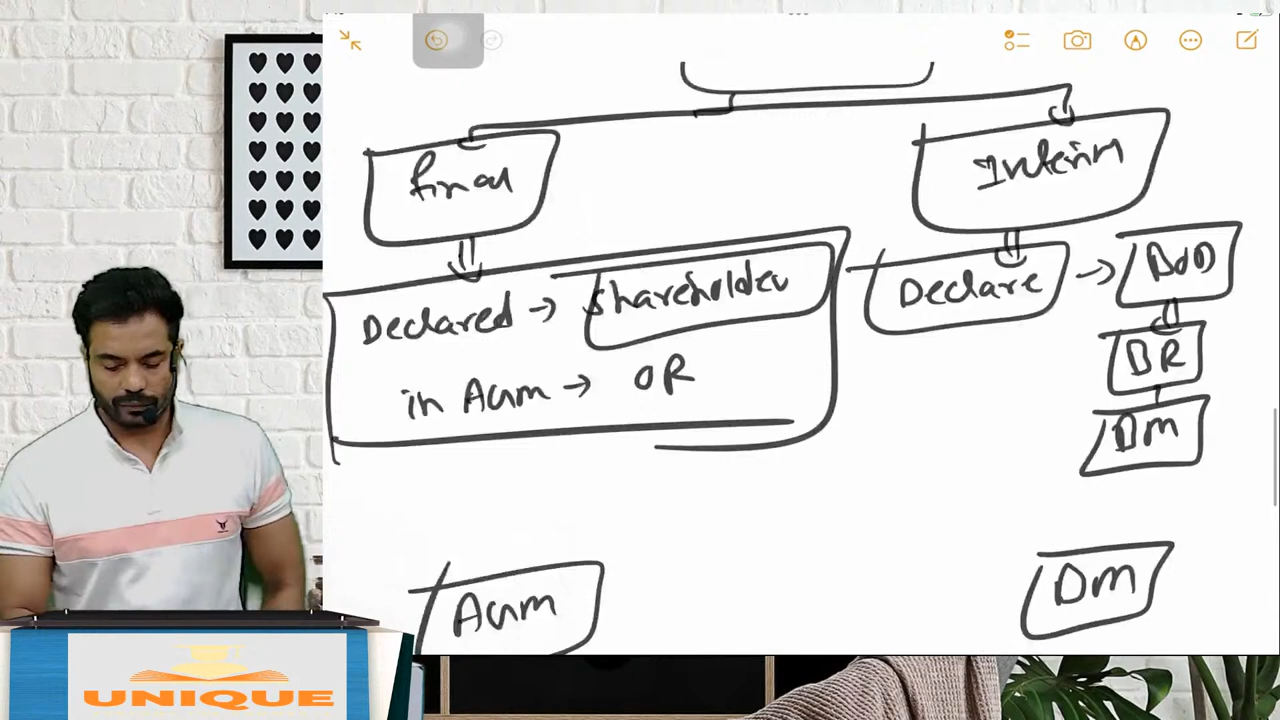 final
Interim
Declared → Shareholder
in AGM → OR
Declare → BOD
BR
BM
AGM
BM
UNIQUE